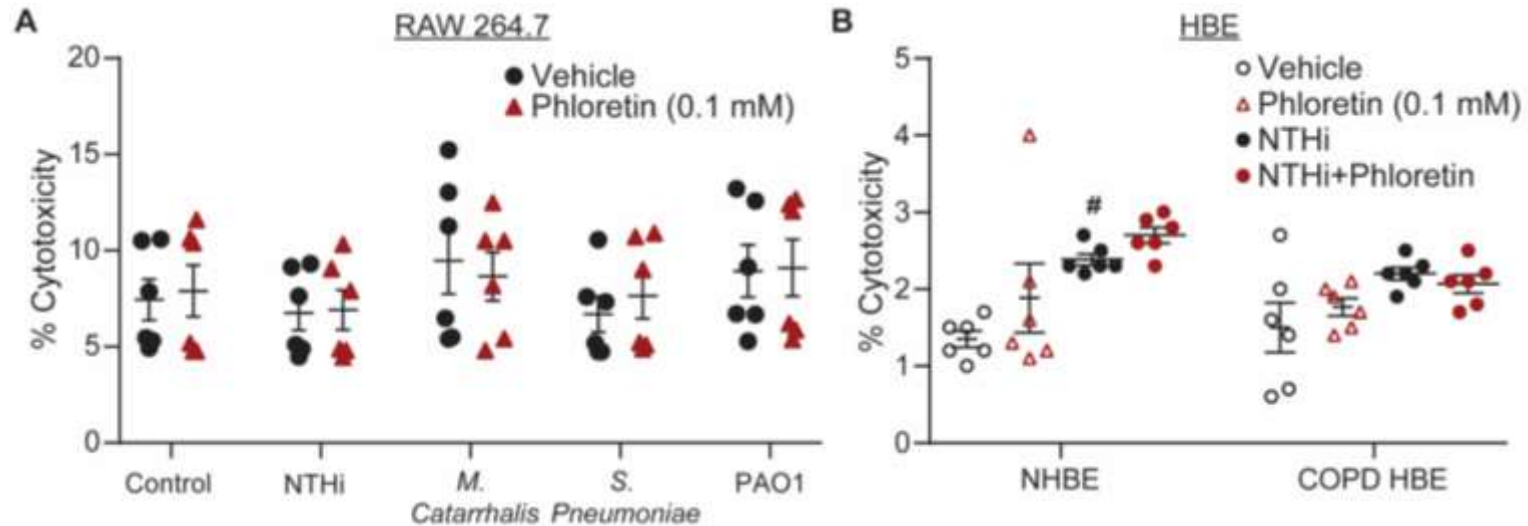 A
RAW 264.7
20
15
10
5
0
% Cytotoxicity
Vehicle
Phloretin (0.1 mM)
Control
NTHi
M.
Catarrhalis
S.
Pneumoniae
PAO1
B
HBE
5
4
3
2
1
0
% Cytotoxicity
Vehicle
Phloretin (0.1 mM)
NTHi
NTHi+Phloretin
#
NHBE
COPD HBE